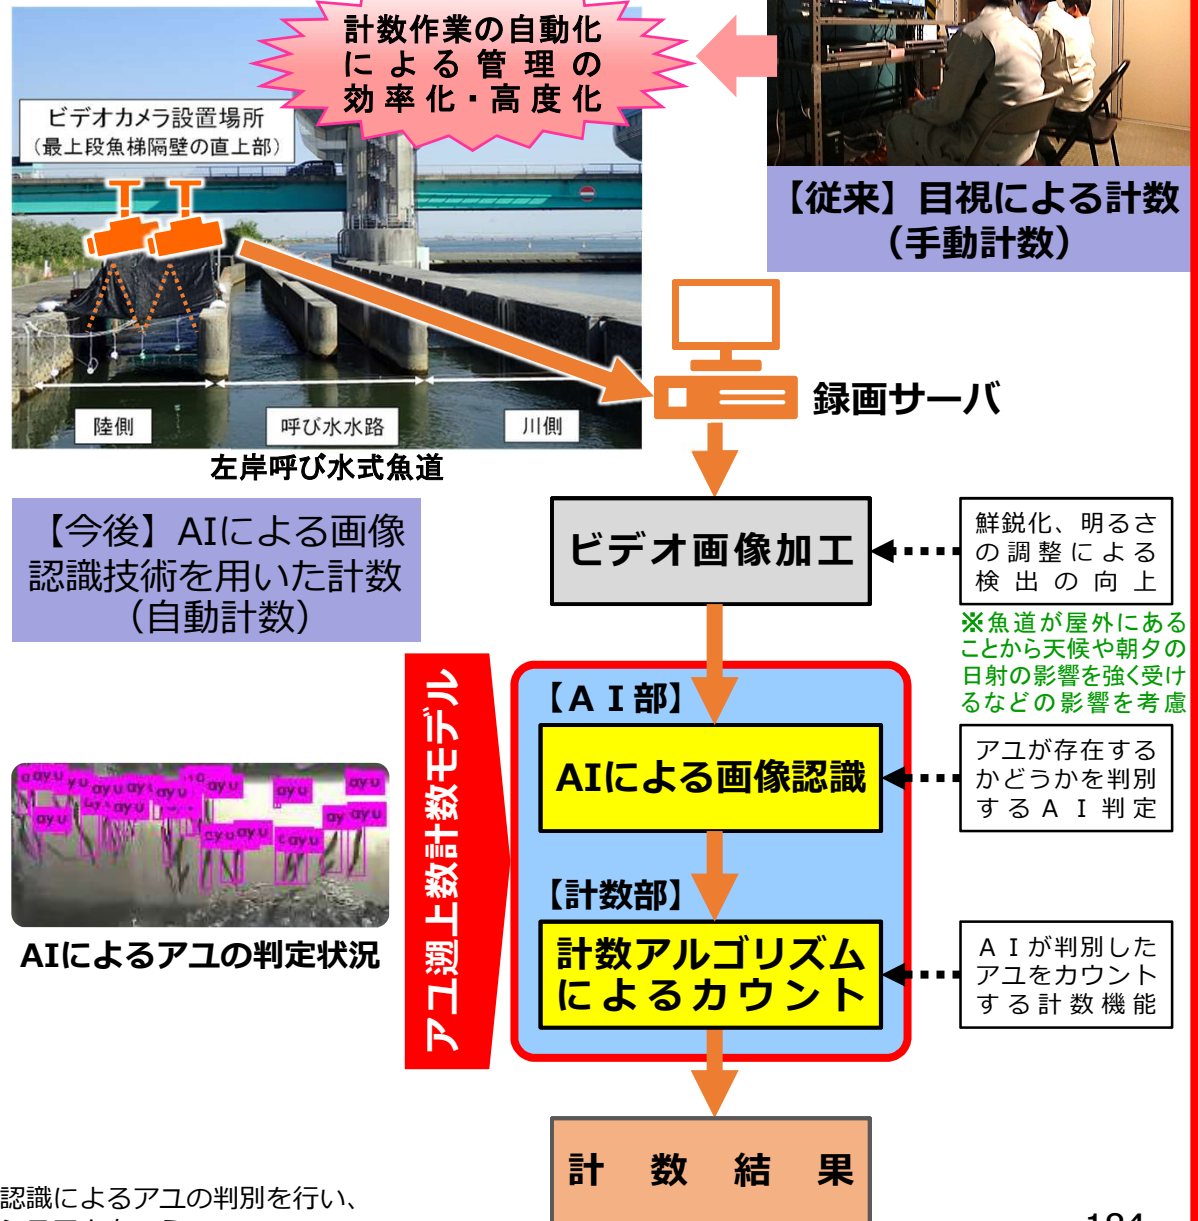 計数作業の自動化
による管理の
効率化・高度化
ビデオカメラ設置場所
（最上段魚梯隔壁の直上部）
【従来】目視による計数
（手動計数）
陸側
呼び水水路
川側
左岸呼び水式魚道
録画サーバ
【今後】AIによる画像
認識技術を用いた計数
（自動計数）
ビデオ画像加工
鮮鋭化、明るさ
の調整による
検出の向上
※魚道が屋外にある
ことから天候や朝夕の
日射の影響を強く受け
るなどの影響を考慮
アユ遡上数計数モデル
【AI部】
AIによる画像認識
アユが存在する
かどうかを判別
するAI判定
【計数部】
計数アルゴリズム
によるカウント
AIが判別した
アユをカウント
する計数機能
ayu
ayu
ayu
ayu
ayu
ayu
ayu
ayu
ayu
ayu
AIによるアユの判定状況
計数結果
認識によるアユの判別を行い、